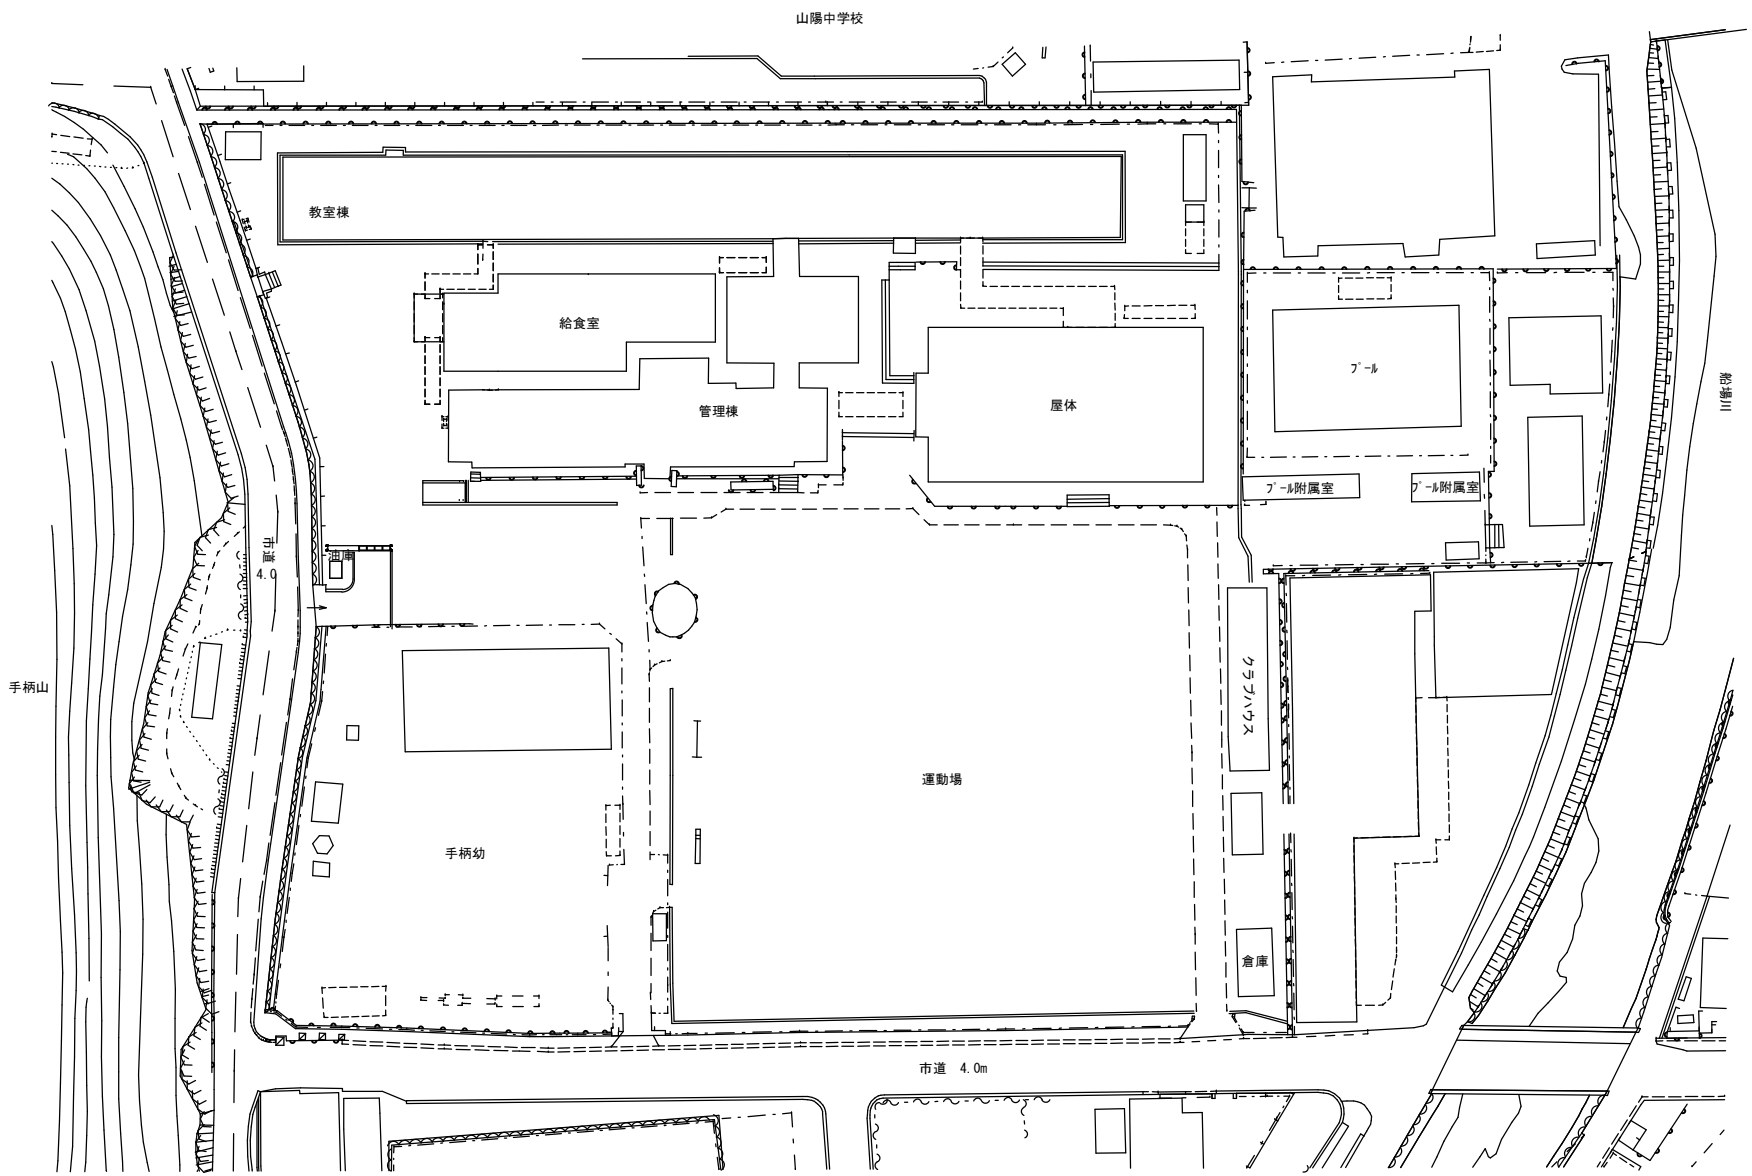 山陽中学校
教室棟
給食室
管理棟
屋体
プール
船場川
プール附属室
プール附属室
市道
4.0
油庫
手柄山
クラブハウス
運動場
手柄幼
倉庫
市道 4.0m